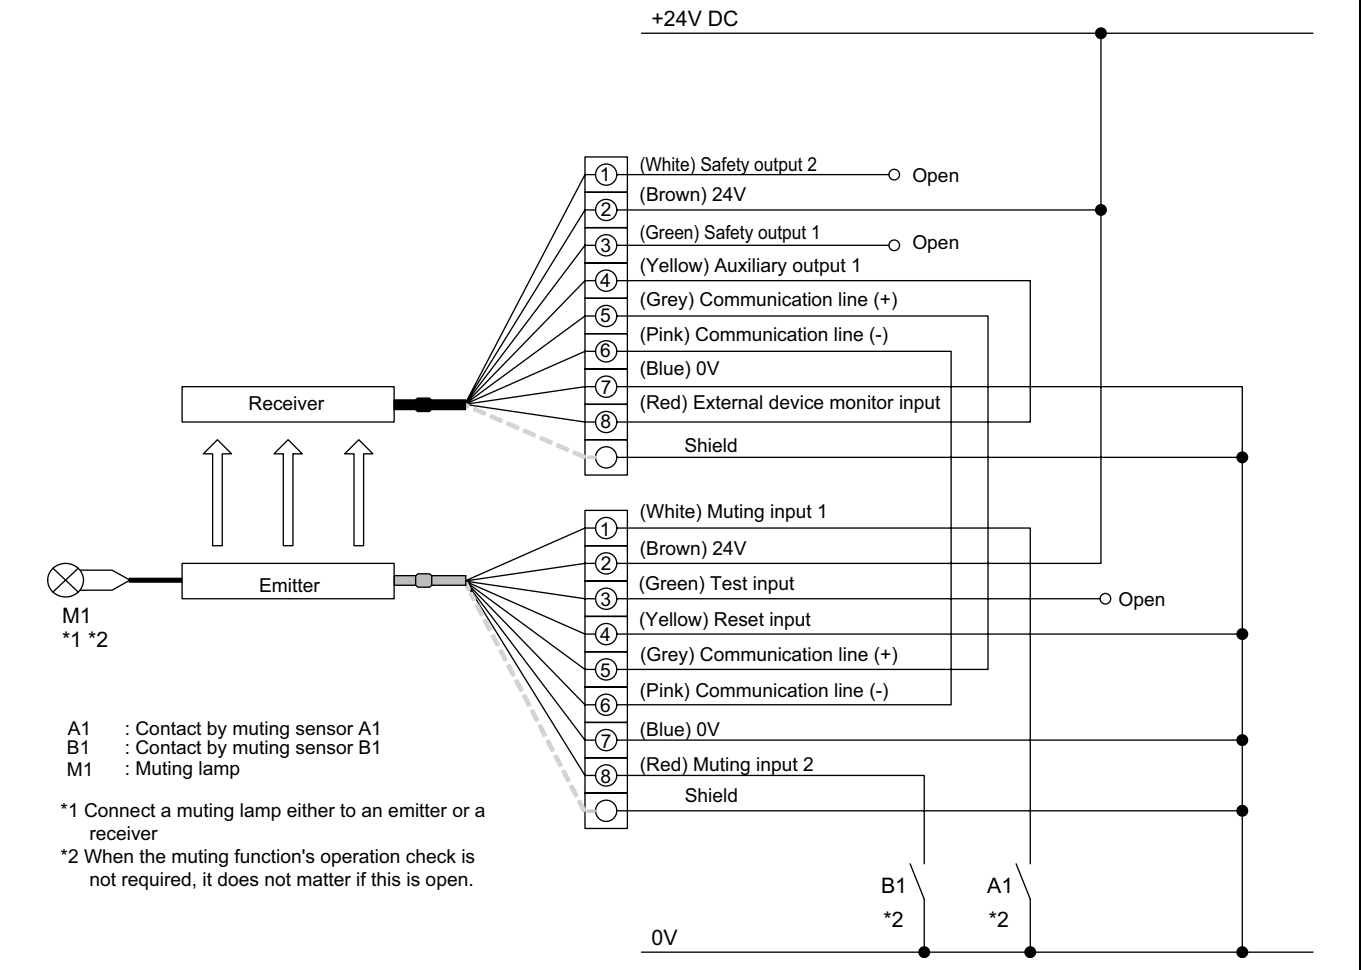 +24V DC
① (White) Safety output 2 Open
② (Brown) 24V
③ (Green) Safety output 1 Open
④ (Yellow) Auxiliary output 1
⑤ (Grey) Communication line (+)
⑥ (Pink) Communication line (-)
⑦ (Blue) 0V
Receiver
⑧ (Red) External device monitor input
Shield
① (White) Muting input 1
② (Brown) 24V
Emitter
③ (Green) Test input Open
M1
*1 *2
④ (Yellow) Reset input
⑤ (Grey) Communication line (+)
⑥ (Pink) Communication line (-)
⑦ (Blue) 0V
⑧ (Red) Muting input 2
Shield
A1 : Contact by muting sensor A1
B1 : Contact by muting sensor B1
M1 : Muting lamp
*1 Connect a muting lamp either to an emitter or a
receiver
*2 When the muting function's operation check is
not required, it does not matter if this is open.
B1 A1
*2 *2
0V